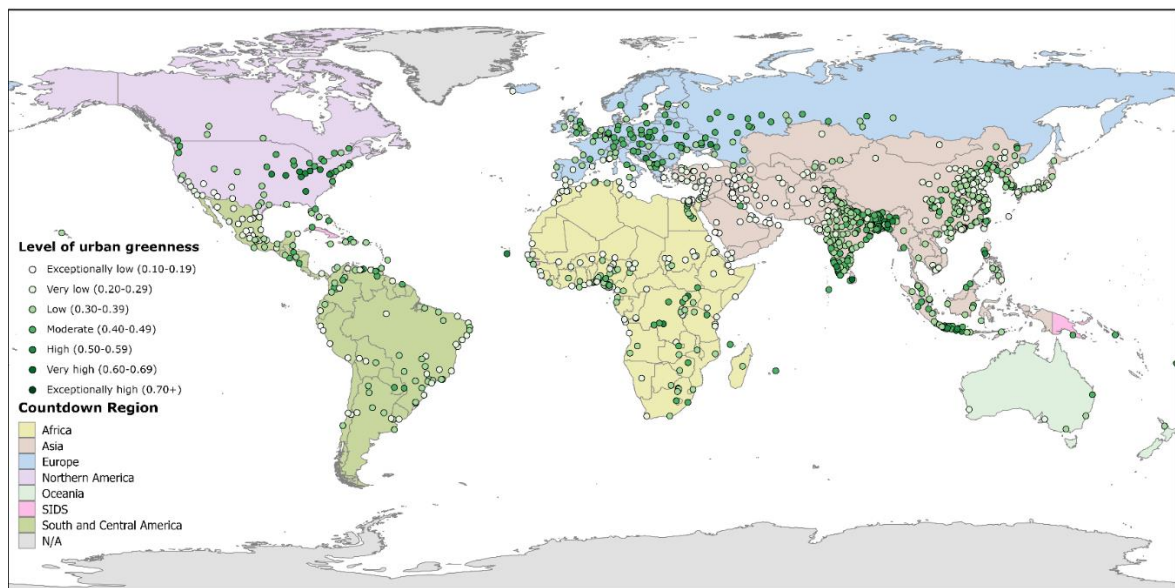 Level of urban greenness
Exceptionally low (0.10-0.19)
Very low (0.20-0.29)
Low (0.30-0.39)
Moderate (0.40-0.49)
High (0.50-0.59)
Very high (0.60-0.69)
Exceptionally high (0.70+)
Countdown Region
Africa
Asia
Europe
Northern America
Oceania
SIDS
South and Central America
N/A